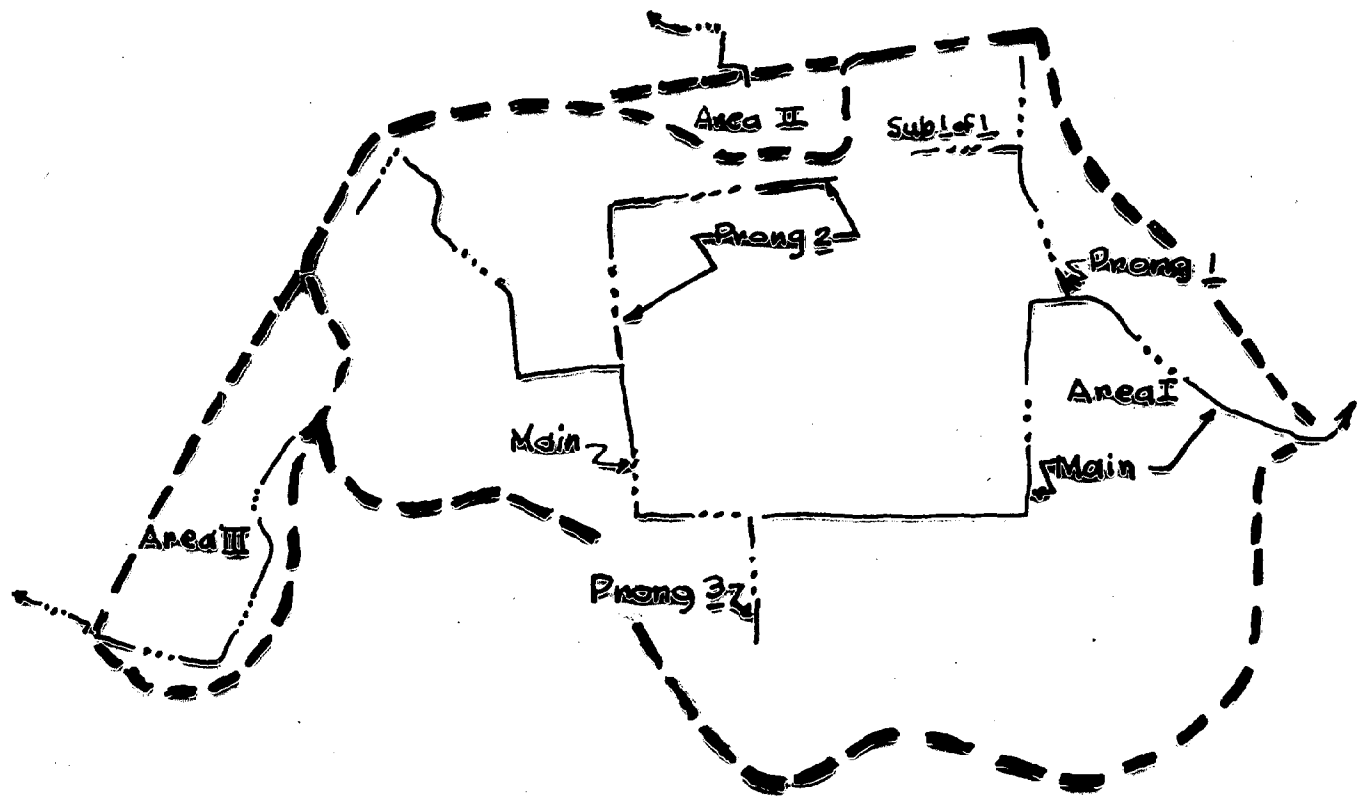 Area II
Sub 1 of 1
Prong 2
Prong 1
Area I
Main
Main
Area III
Prong 3